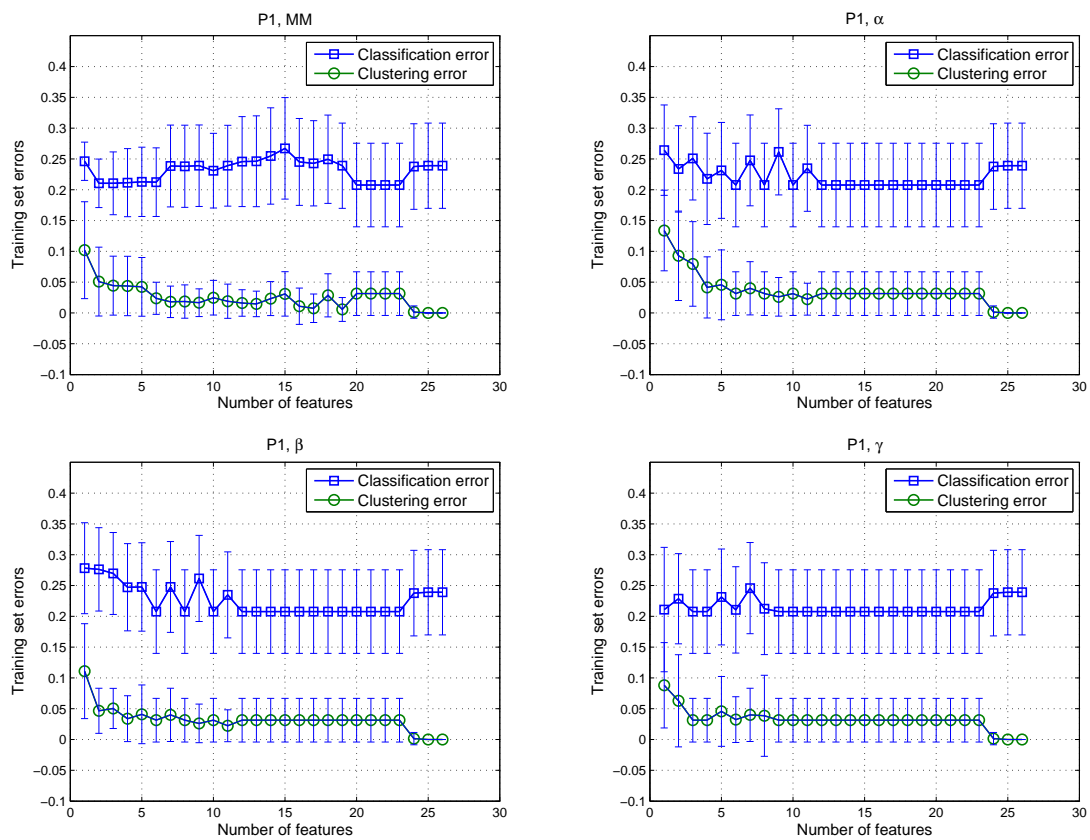 P1, MM
Classification error
Clustering error
0.4
0.35
0.3
0.25
0.2
0.15
0.1
0.05
0
−0.05
−0.1
Training set errors
0 5 10 15 20 25 30
Number of features
P1, α
Classification error
Clustering error
0.4
0.35
0.3
0.25
0.2
0.15
0.1
0.05
0
−0.05
−0.1
Training set errors
0 5 10 15 20 25 30
Number of features
P1, β
Classification error
Clustering error
0.4
0.35
0.3
0.25
0.2
0.15
0.1
0.05
0
−0.05
−0.1
Training set errors
0 5 10 15 20 25 30
Number of features
P1, γ
Classification error
Clustering error
0.4
0.35
0.3
0.25
0.2
0.15
0.1
0.05
0
−0.05
−0.1
Training set errors
0 5 10 15 20 25 30
Number of features